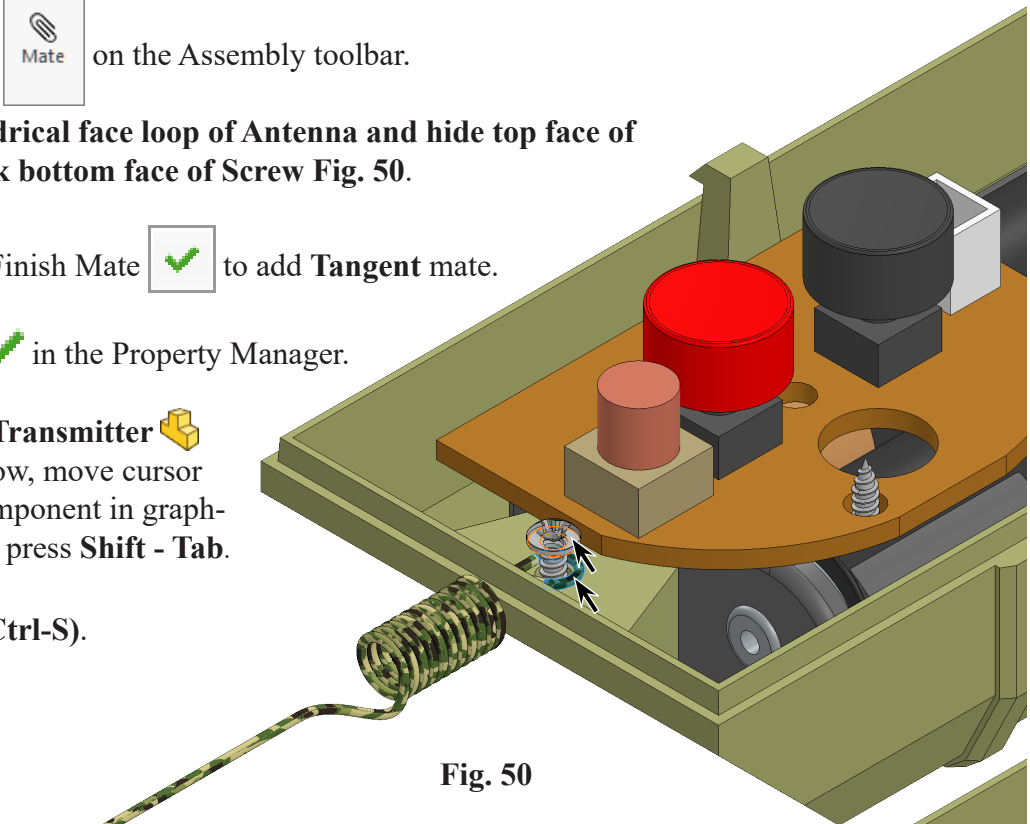 Mate on the Assembly toolbar.
drical face loop of Antenna and hide top face of
k bottom face of Screw Fig. 50.
Finish Mate to add Tangent mate.
in the Property Manager.
Transmitter
ow, move cursor
mponent in graph-
press Shift - Tab.
Ctrl-S).
Fig. 50